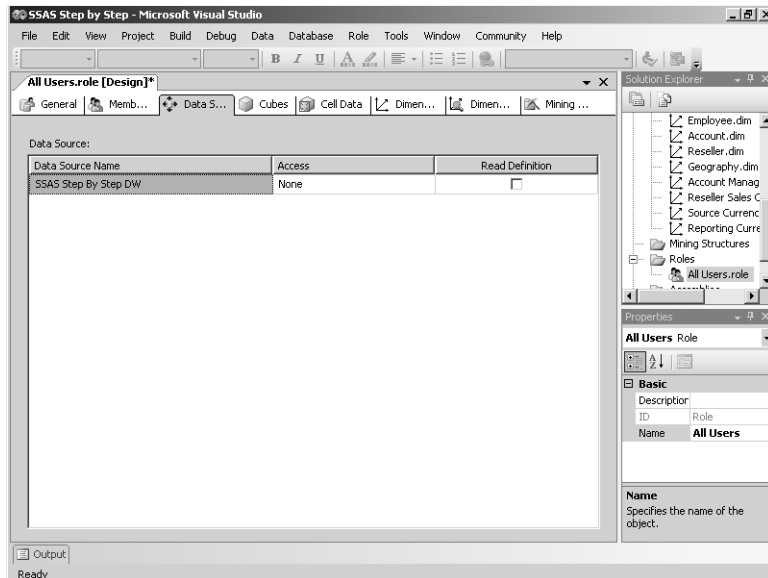 SSAS Step by Step - Microsoft Visual Studio
File Edit View Project Build Debug Data Database Role Tools Window Community Help
B I U A
All Users.role [Design]*
General Memb... Data S... Cubes Cell Data Dimen... Dimen... Mining ...
Data Source:
Data Source Name Access Read Definition
SSAS Step By Step DW None
Solution Explorer
Employee.dim
Account.dim
Reseller.dim
Geography.dim
Account Manag
Reseller Sales C
Source Currenc
Reporting Curre
Mining Structures
Roles
All Users.role
Properties
All Users Role
Basic
Description
ID Role
Name All Users
Name
Specifies the name of the
object.
Output
Ready